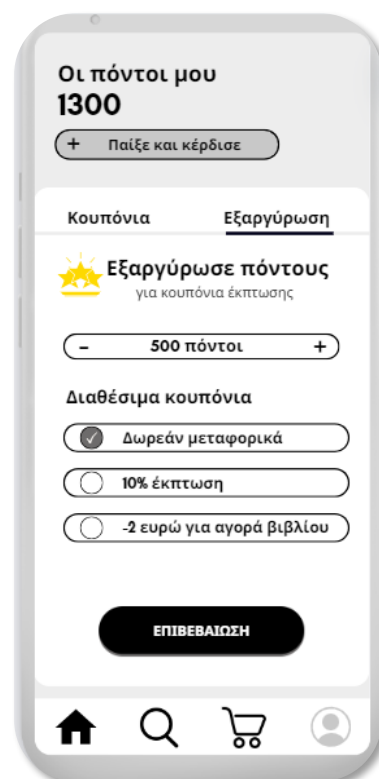 Οι πόντοι μου
1300
+ Παίξε και κέρδισε
Κουπόνια Εξαργύρωση
Εξαργύρωσε πόντους
για κουπόνια έκπτωσης
- 500 πόντοι +
Διαθέσιμα κουπόνια
Δωρεάν μεταφορικά
10% έκπτωση
-2 ευρώ για αγορά βιβλίου
ΕΠΙΒΕΒΑΙΩΣΗ